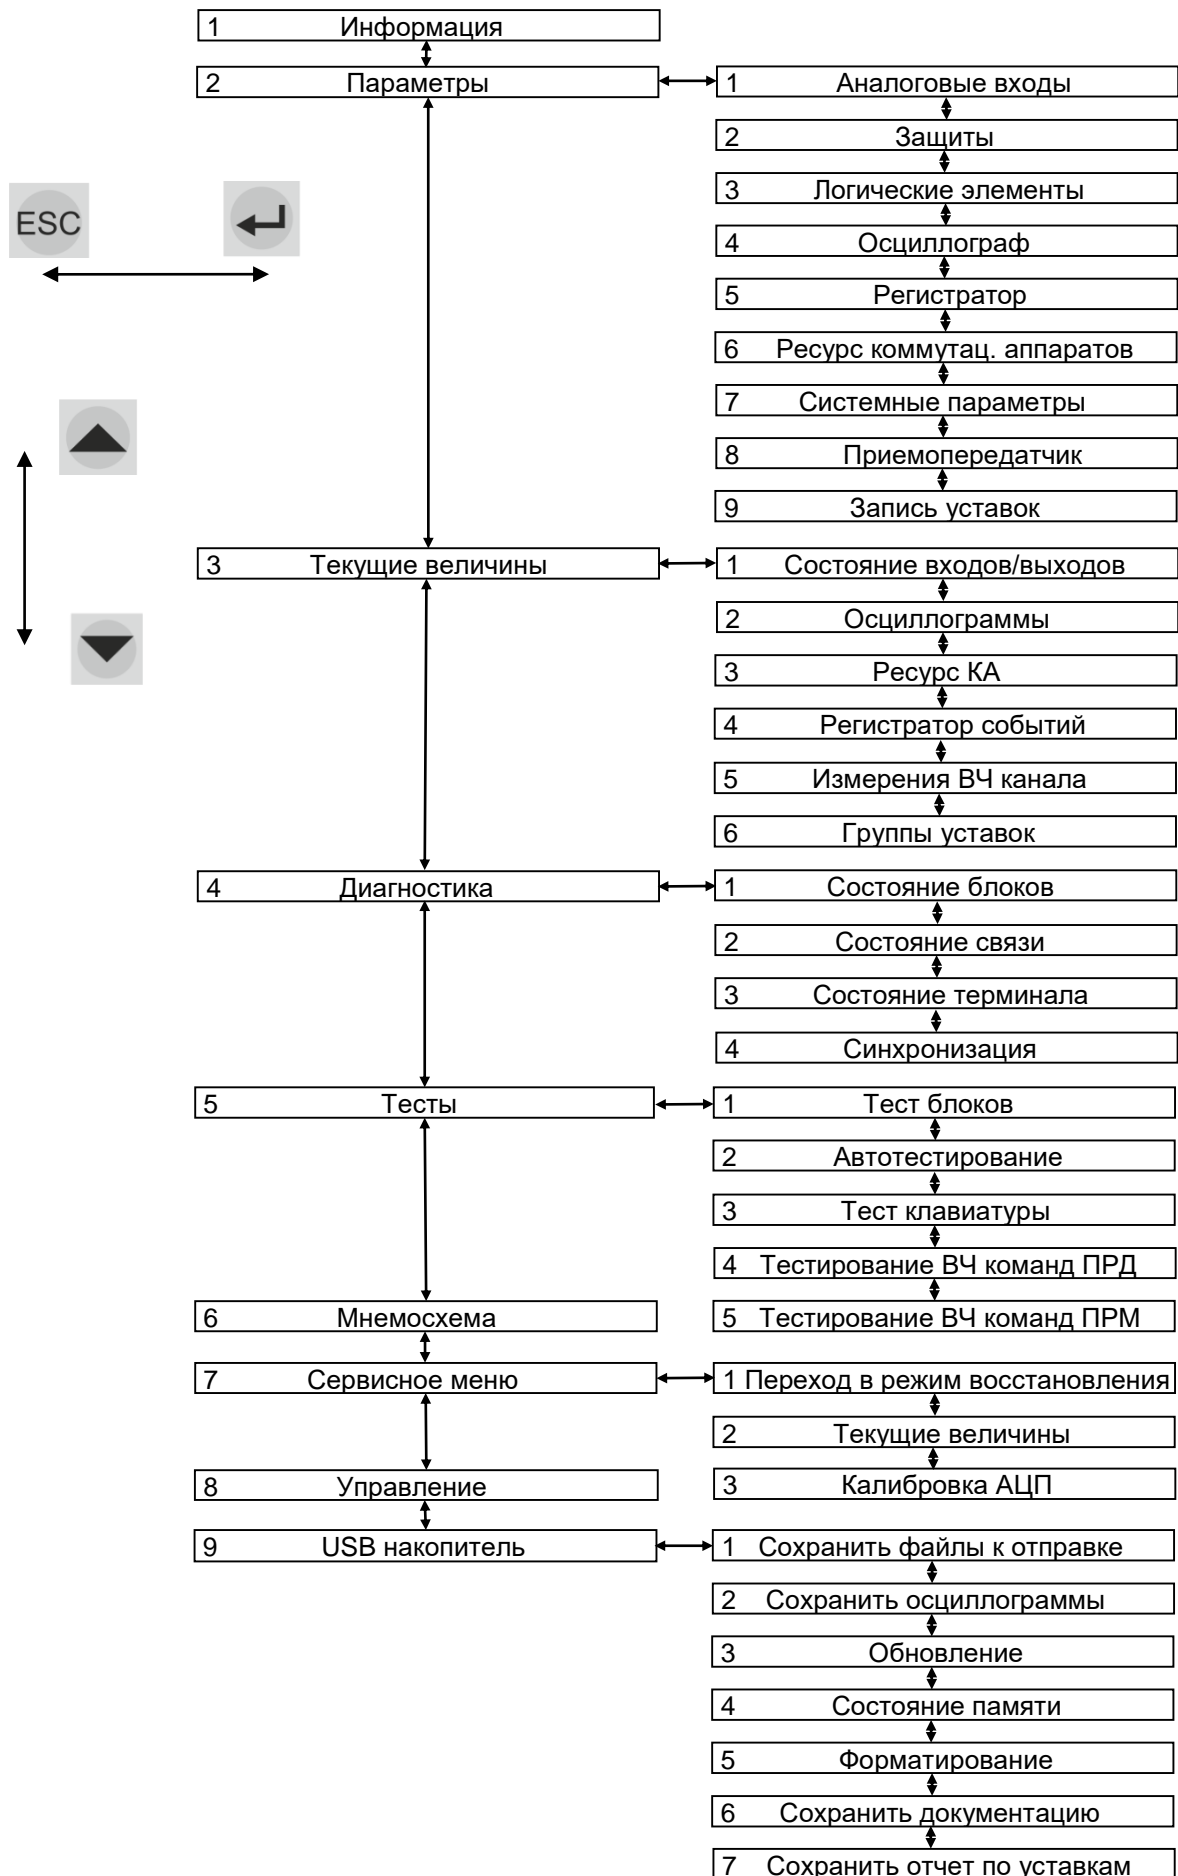 1 Информация
2 Параметры
1 Аналоговые входы
2 Защиты
3 Логические элементы
ESC
4 Осциллограф
5 Регистратор
6 Ресурс коммутац. аппаратов
7 Системные параметры
8 Приемопередатчик
9 Запись уставок
3 Текущие величины
1 Состояние входов/выходов
2 Осциллограммы
3 Ресурс КА
4 Регистратор событий
5 Измерения ВЧ канала
6 Группы уставок
4 Диагностика
1 Состояние блоков
2 Состояние связи
3 Состояние терминала
4 Синхронизация
5 Тесты
1 Тест блоков
2 Автотестирование
3 Тест клавиатуры
4 Тестирование ВЧ команд ПРД
5 Тестирование ВЧ команд ПРМ
6 Мнемосхема
7 Сервисное меню
1 Переход в режим восстановления
2 Текущие величины
3 Калибровка АЦП
8 Управление
9 USB накопитель
1 Сохранить файлы к отправке
2 Сохранить осциллограммы
3 Обновление
4 Состояние памяти
5 Форматирование
6 Сохранить документацию
7 Сохранить отчет по уставкам